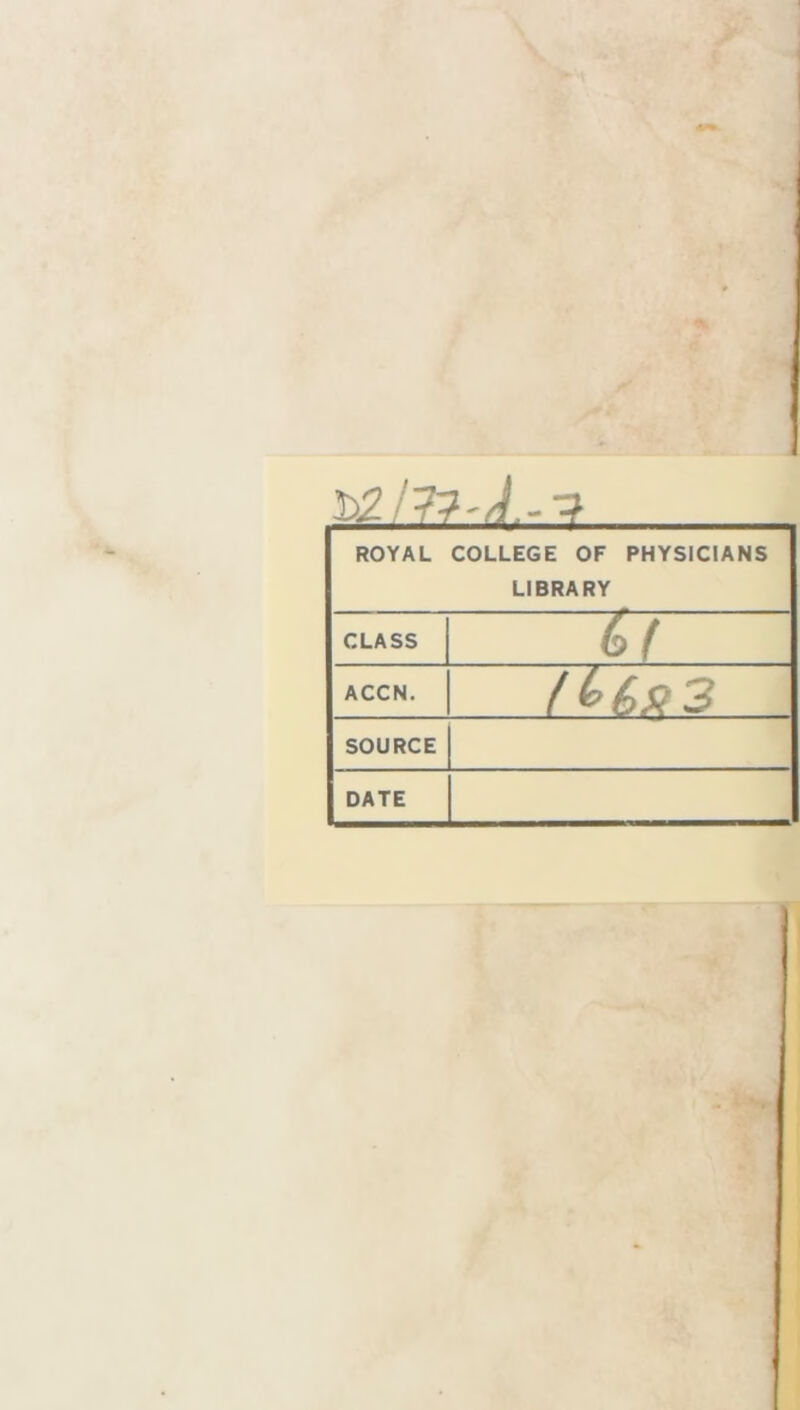 D2/77-d.-7
ROYAL COLLEGE OF PHYSICIANS
LIBRARY
CLASS 61
ACCN. 16683
SOURCE
DATE